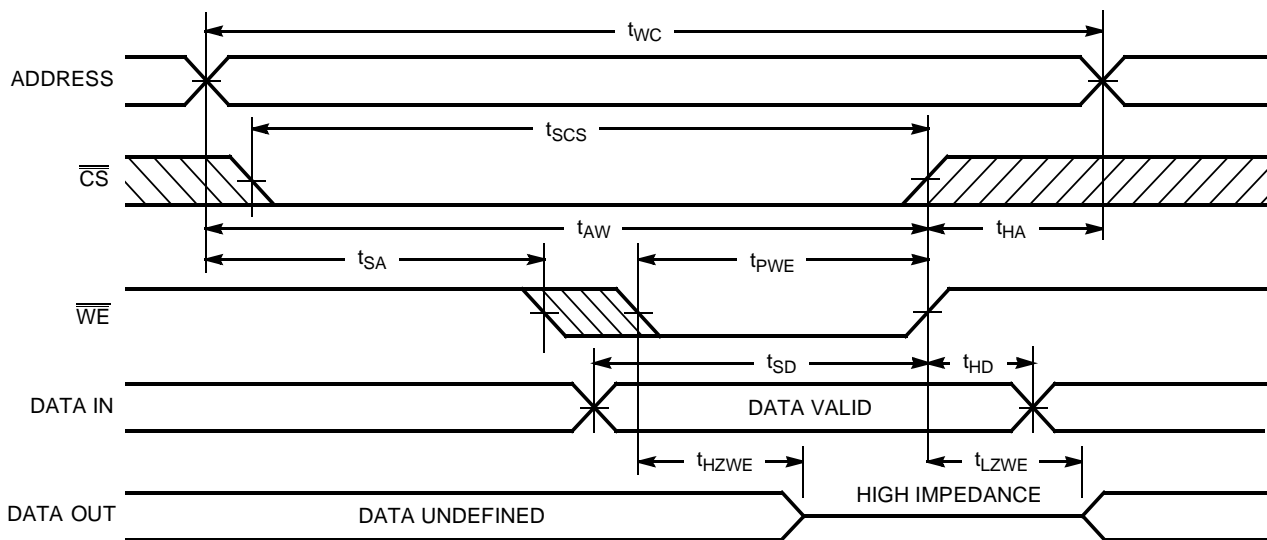 tWC
ADDRESS
tSCS
CS
tAW
tHA
tSA
tPWE
WE
tSD
tHD
DATA IN
DATA VALID
tHZWE
tLZWE
HIGH IMPEDANCE
DATA OUT
DATA UNDEFINED